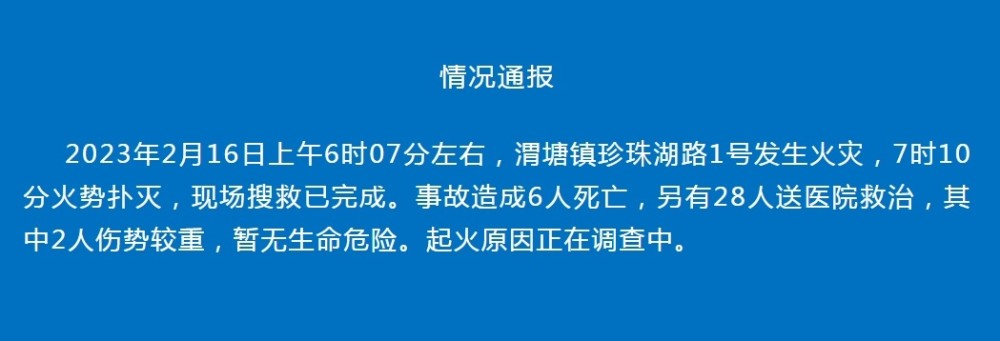 情况通报
2023年2月16日上午6时07分左右，渭塘镇珍珠湖路1号发生火灾，7时10
分火势扑灭，现场搜救已完成。事故造成6人死亡，另有28人送医院救治，其
中2人伤势较重，暂无生命危险。起火原因正在调查中。